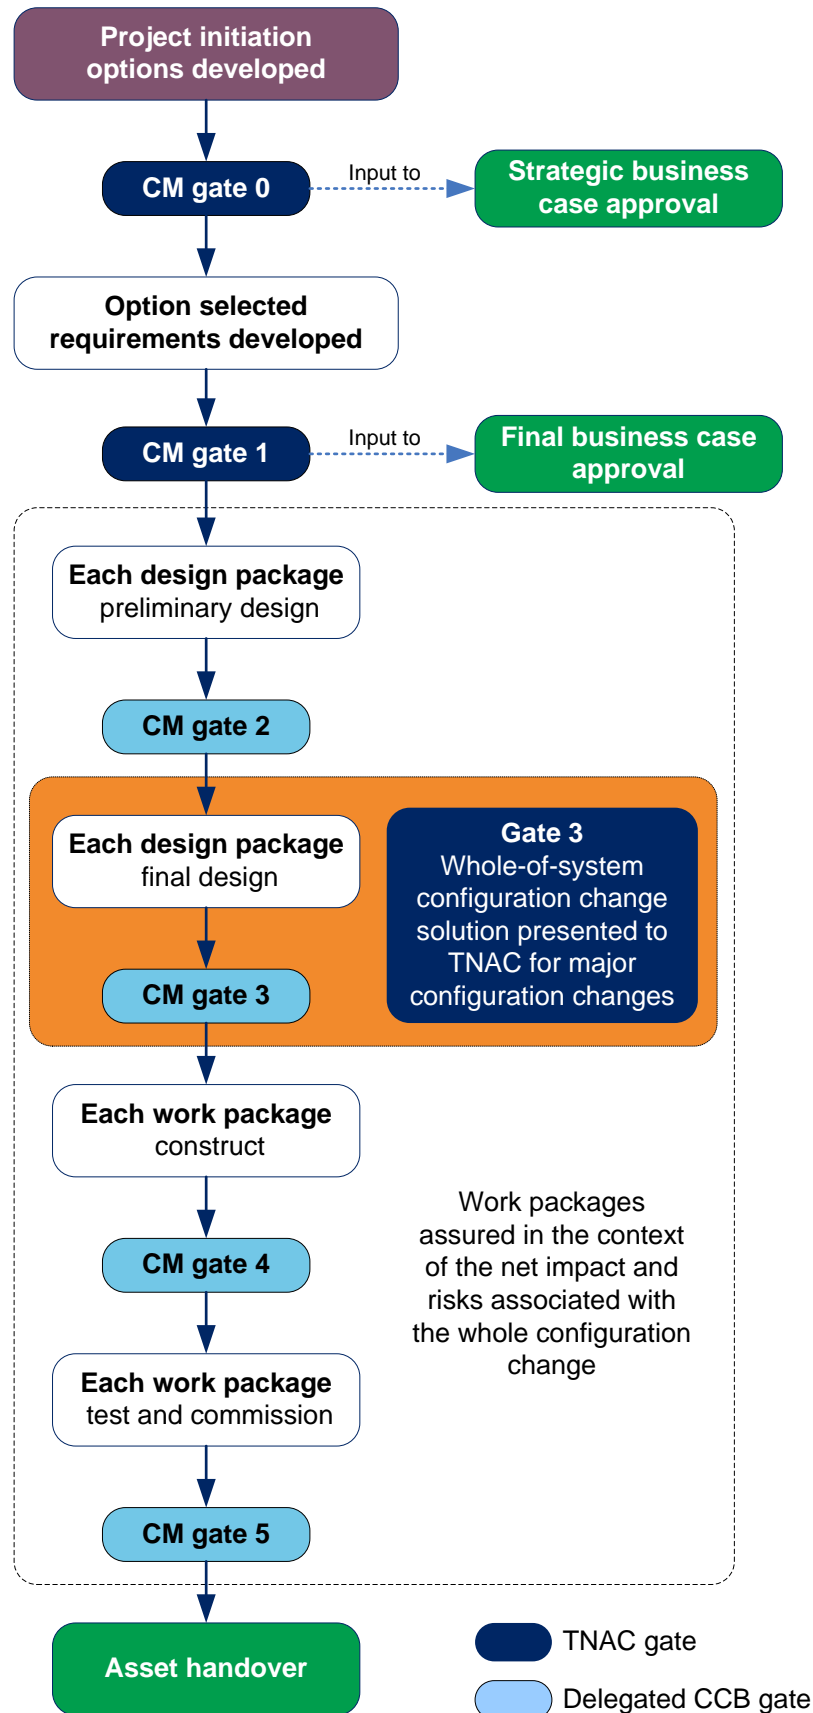 Project initiation
options developed
CM gate 0
Input to
Strategic business
case approval
Option selected
requirements developed
CM gate 1
Input to
Final business case
approval
Each design package
preliminary design
CM gate 2
Each design package
final design
CM gate 3
Gate 3
Whole-of-system
configuration change
solution presented to
TNAC for major
configuration changes
Each work package
construct
CM gate 4
Work packages
assured in the context
of the net impact and
risks associated with
the whole configuration
change
Each work package
test and commission
CM gate 5
Asset handover
TNAC gate
Delegated CCB gate